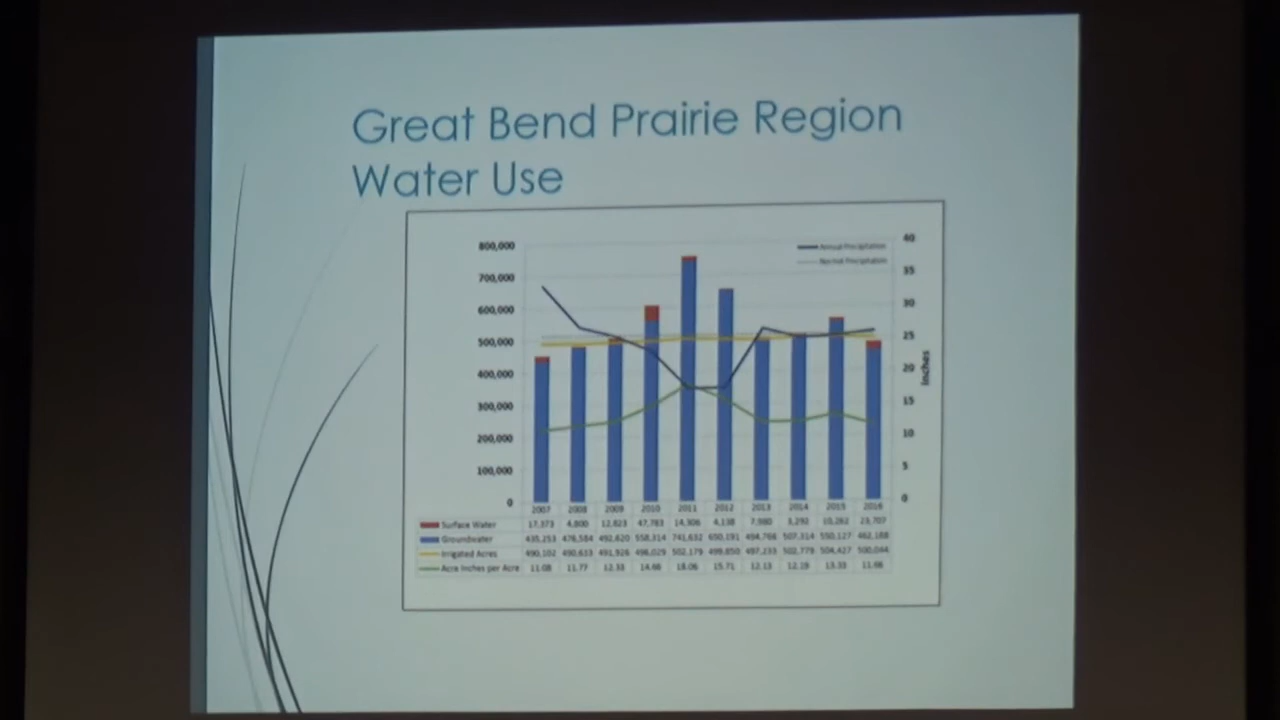 Great Bend Prairie Region
Water Use
800,000
700,000
600,000
500,000
400,000
300,000
200,000
100,000
0
40
35
30
25
20
15
10
5
0
Inches
Annual Precipitation
Normal Precipitation
2007 2008 2009 2010 2011 2012 2013 2014 2015 2016
Surface Water 17,373 4,800 12,823 47,783 14,306 4,138 7,980 3,292 10,262 23,707
Groundwater 435,253 476,584 492,620 558,314 741,632 650,191 494,766 507,314 550,127 462,188
Irrigated Acres 490,102 490,633 491,926 496,029 502,179 499,850 497,233 502,779 504,427 500,044
Acre Inches per Acre 11.08 11.77 12.33 14.66 18.06 15.71 12.13 12.19 13.33 11.66